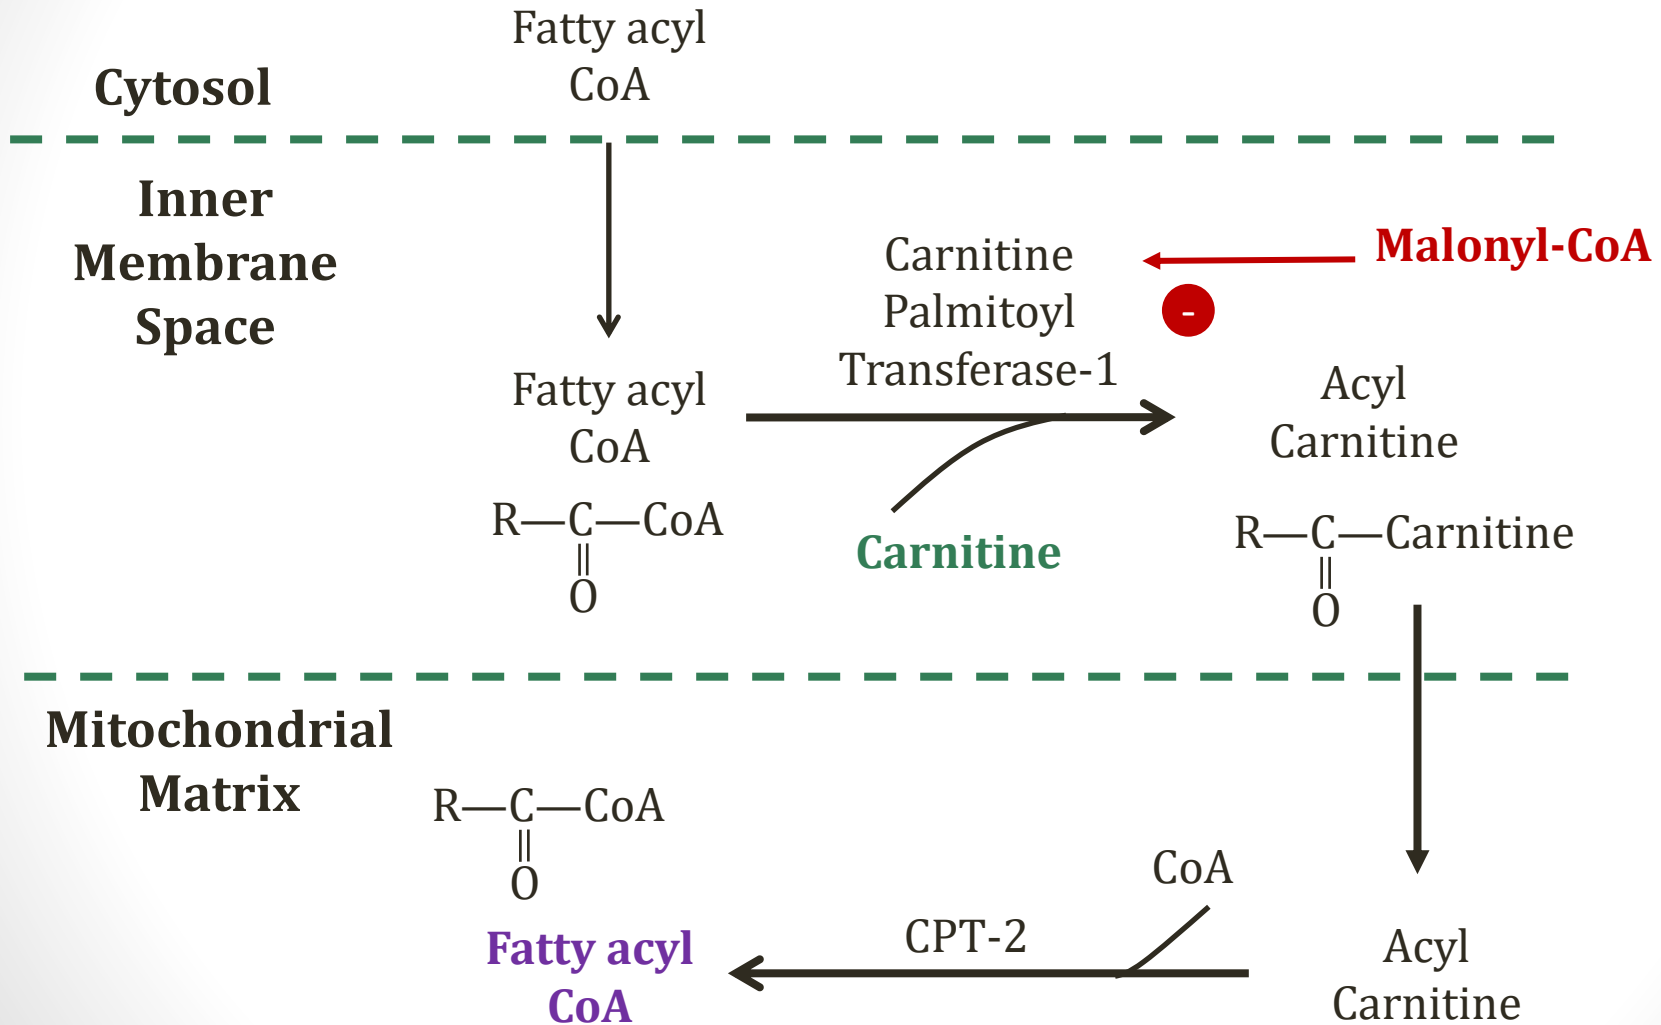 Fatty acyl
CoA
Cytosol
Inner
Membrane
Space
Carnitine
Palmitoyl
Transferase-1
Malonyl-CoA
-
Fatty acyl
CoA
R—C—CoA
O
Carnitine
Acyl
Carnitine
R—C—Carnitine
O
Mitochondrial
Matrix
R—C—CoA
O
Fatty acyl
CoA
CPT-2
CoA
Acyl
Carnitine